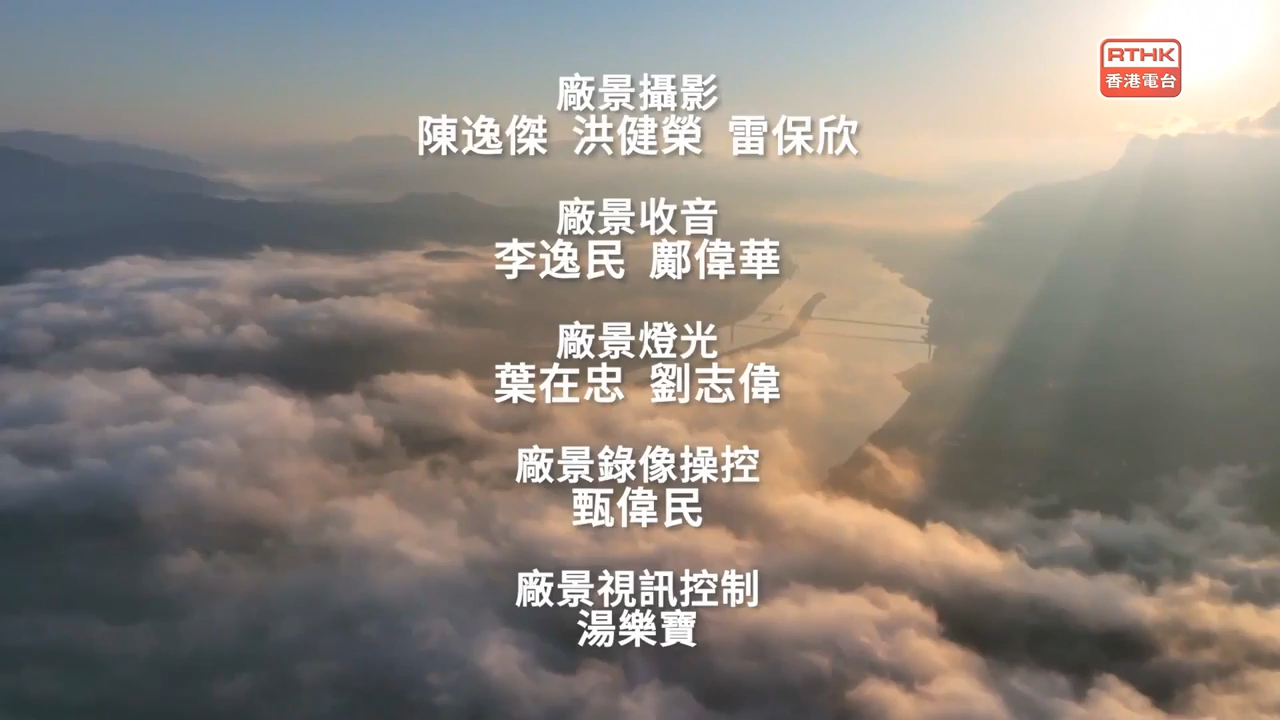 RTHK
香港電台
廠景攝影
陳逸傑 洪健榮 雷保欣
廠景收音
李逸民 鄺偉華
廠景燈光
葉在忠 劉志偉
廠景錄像操控
甄偉民
廠景視訊控制
湯樂寶